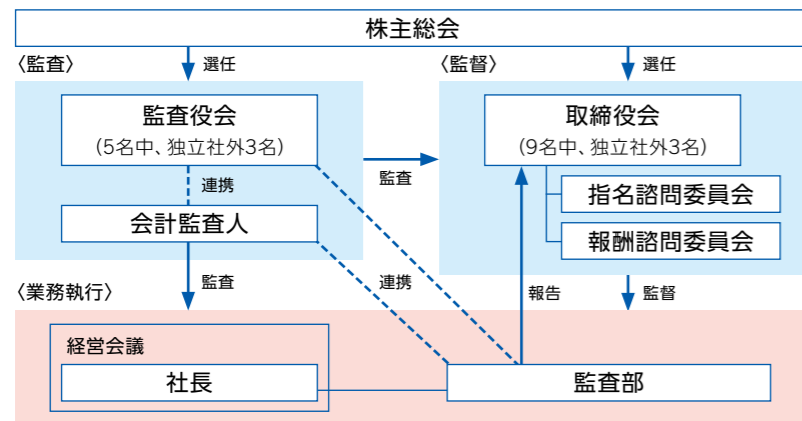 株主総会
〈監査〉
選任
〈監督〉
選任
監査役会
(5名中、独立社外3名)
取締役会
(9名中、独立社外3名)
監査
連携
指名諮問委員会
会計監査人
報酬諮問委員会
監査
連携
報告
監督
〈業務執行〉
経営会議
社長
監査部